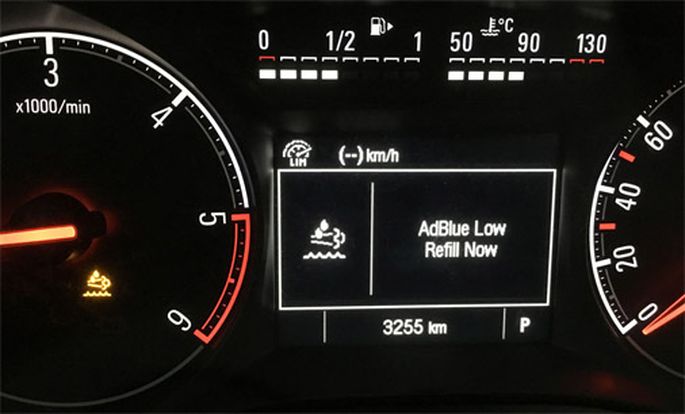 0 1/2 1
50 °C 90 130
3
x1000/min
4
5
6
LIM (--) km/h
AdBlue Low
Refill Now
3255 km P
60
40
20
0